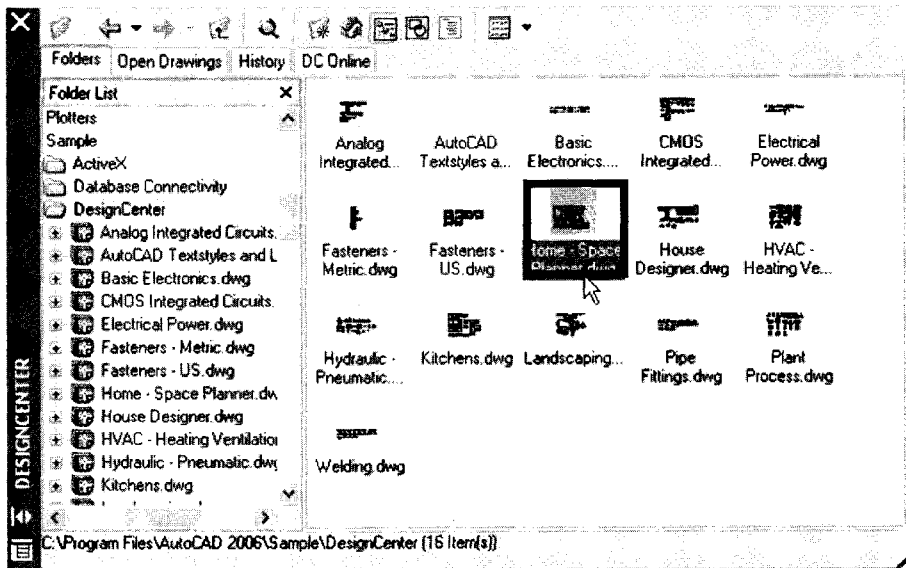 Folders Open Drawings History DC Online
Folder List
Plotters
Sample
ActiveX
Database Connectivity
DesignCenter
Analog Integrated Circuits.
AutoCAD Textstyles and L
Basic Electronics.dwg
CMOS Integrated Circuits.
Electrical Power.dwg
Fasteners - Metric.dwg
Fasteners - US.dwg
Home - Space Planner.dw
House Designer.dwg
HVAC - Heating Ventilation
Hydraulic - Pneumatic.dwg
Kitchens.dwg
Analog
Integrated...
AutoCAD
Textstyles a...
Basic
Electronics....
CMOS
Integrated...
Electrical
Power.dwg
Fasteners -
Metric.dwg
Fasteners -
US.dwg
Home - Space
Planner.dwg
House
Designer.dwg
HVAC -
Heating Ve...
Hydraulic -
Pneumatic....
Kitchens.dwg
Landscaping...
Pipe
Fittings.dwg
Plant
Process.dwg
Welding.dwg
DESIGNCENTER
C:\Program Files\AutoCAD 2006\Sample\DesignCenter (16 Item(s))